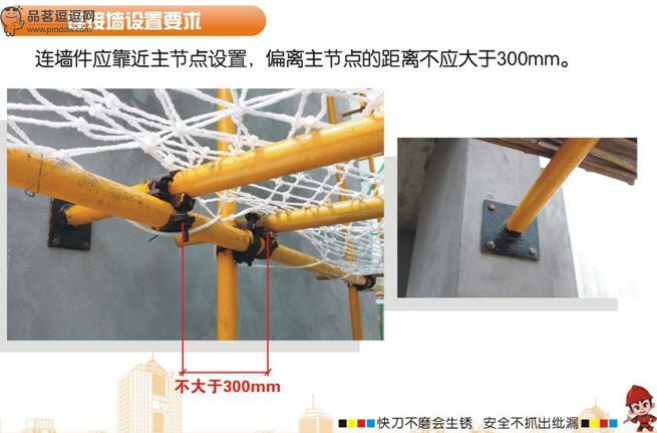 品茗逗逗网
www.pmddw.com
连接墙设置要求
连墙件应靠近主节点设置，偏离主节点的距离不应大于300mm。
不大于300mm
快刀不磨会生锈 安全不抓出纰漏